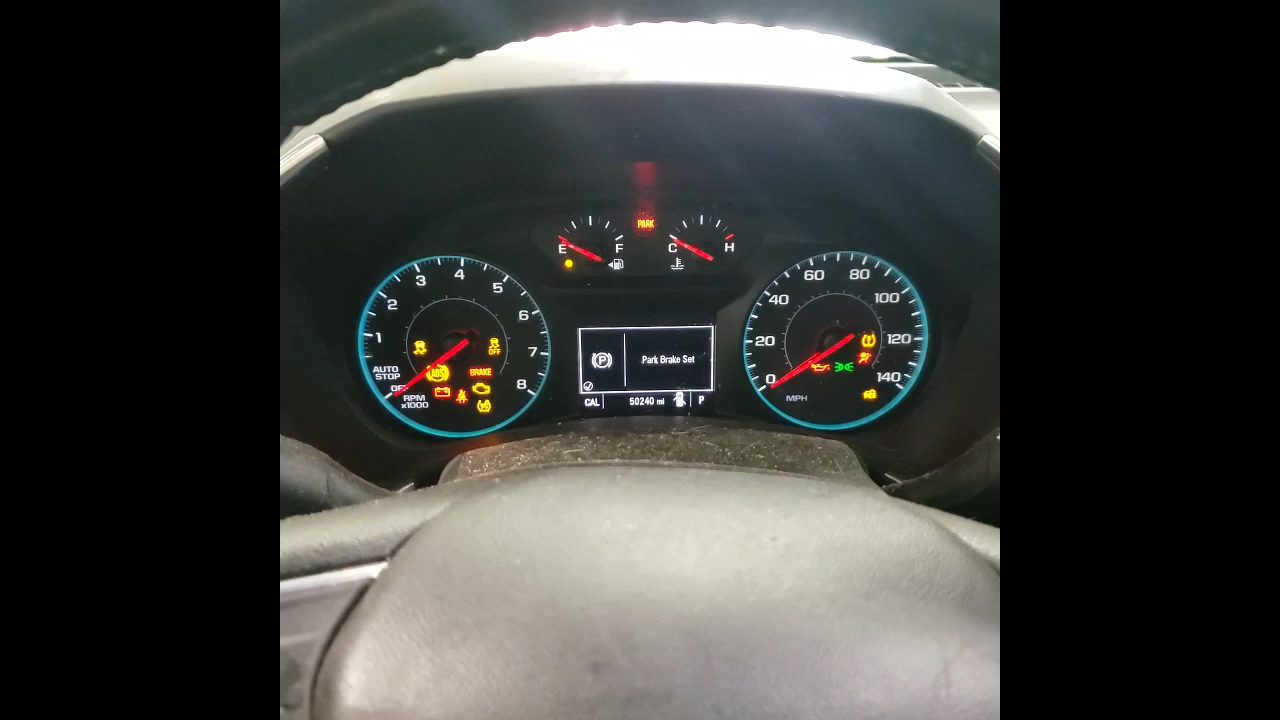 PARK
E F
C H
1 2 3 4 5 6 7 8
AUTO
STOP
OFF
RPM
x1000
OFF
ABS
BRAKE
P
Park Brake Set
CAL 50240 mi P
0 20 40 60 80 100 120 140
MPH